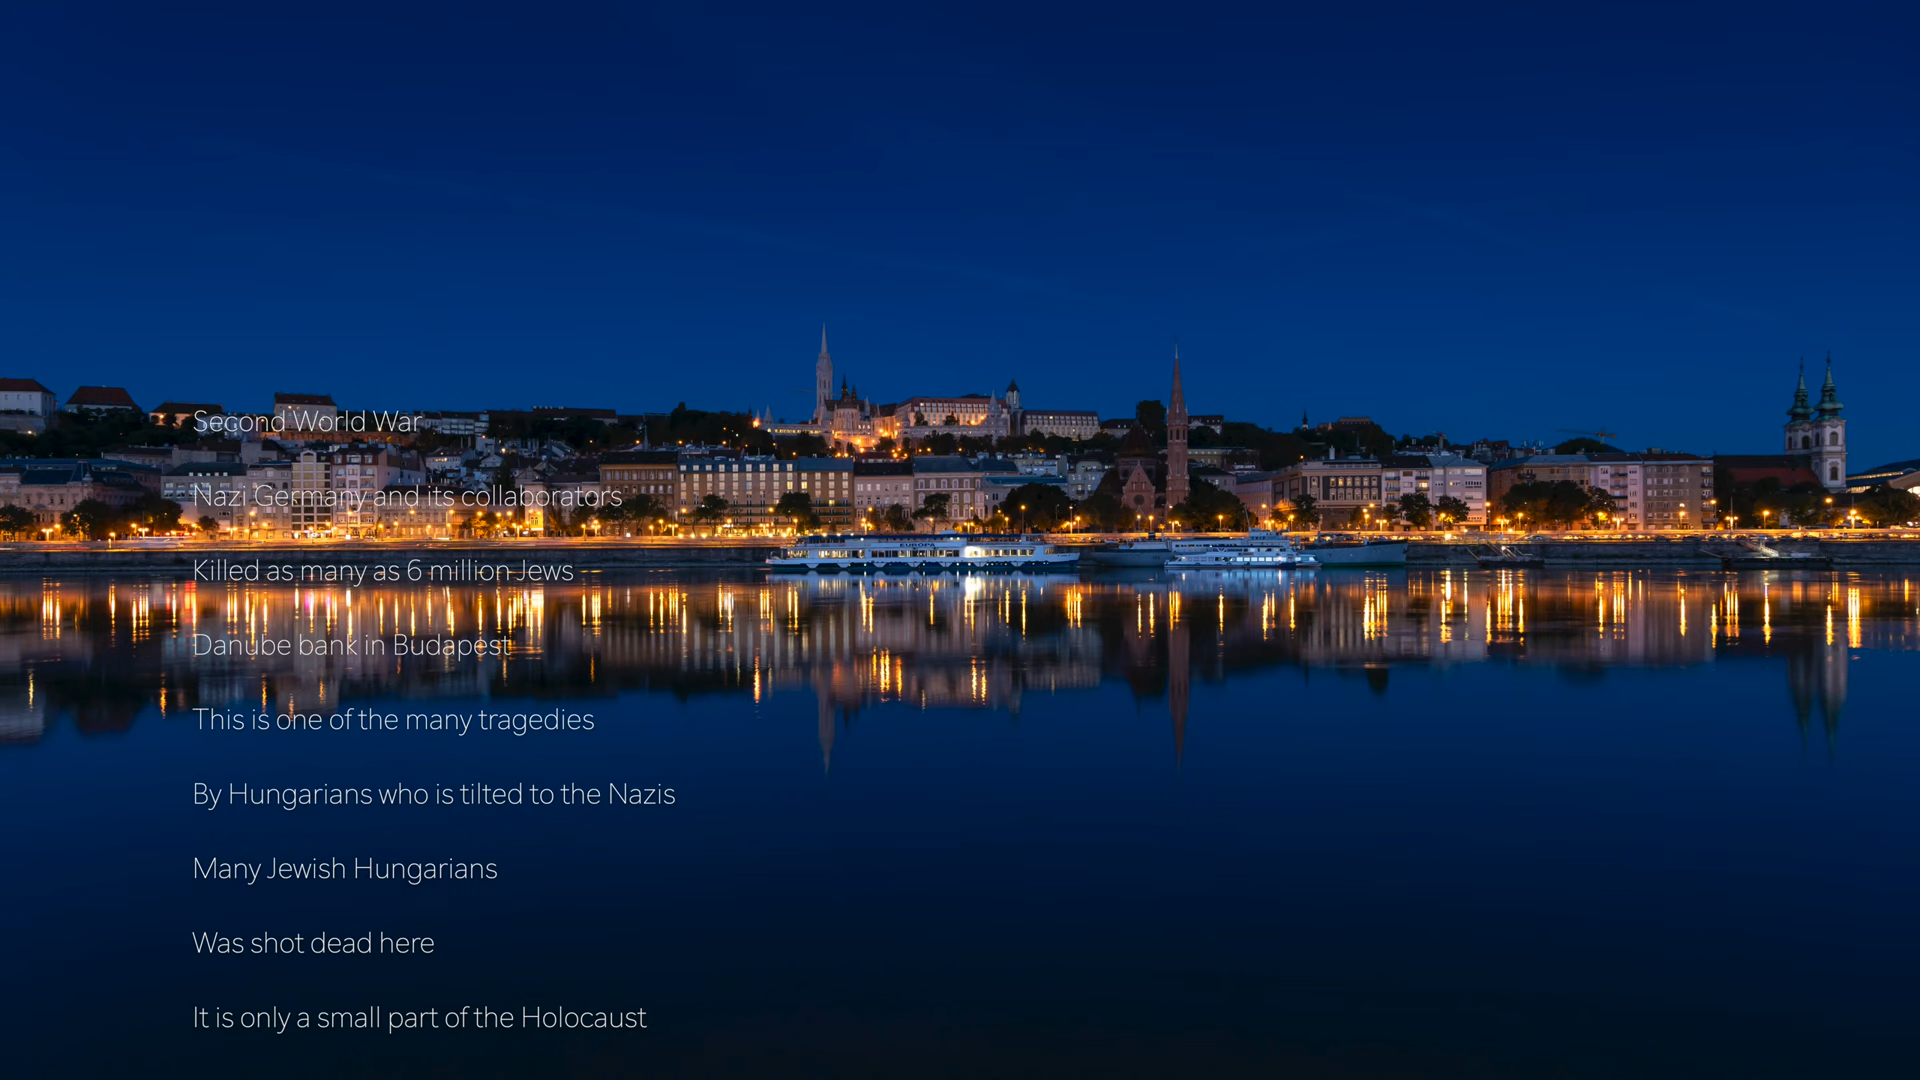 EUROPA
Second World War
Nazi Germany and its collaborators
Killed as many as 6 million Jews
Danube bank in Budapest
This is one of the many tragedies
By Hungarians who is tilted to the Nazis
Many Jewish Hungarians
Was shot dead here
It is only a small part of the Holocaust